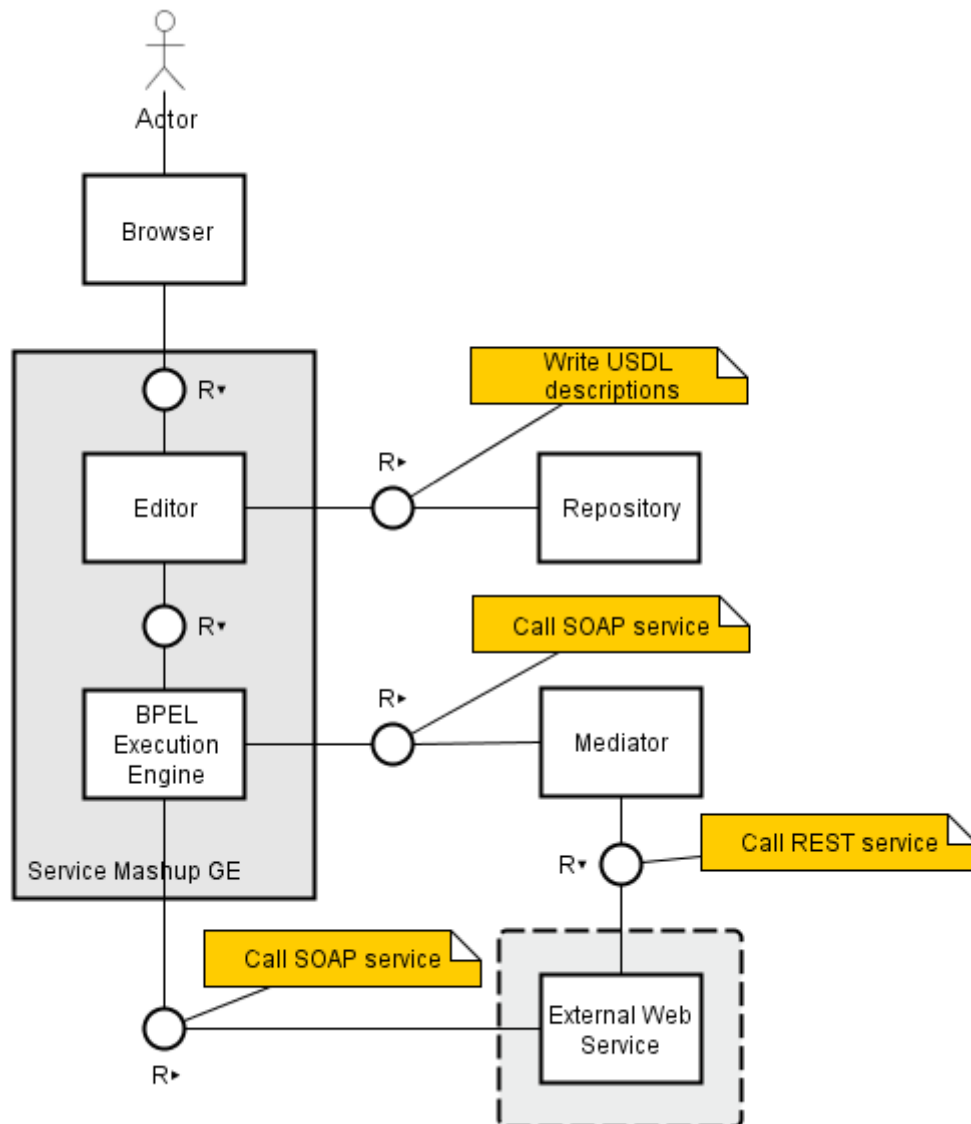 Actor
Browser
R▾
Write USDL
descriptions
R▸
Editor
Repository
R▾
Call SOAP service
R▸
BPEL
Execution
Engine
Mediator
Call REST service
R▾
Service Mashup GE
Call SOAP service
External Web
Service
R▸